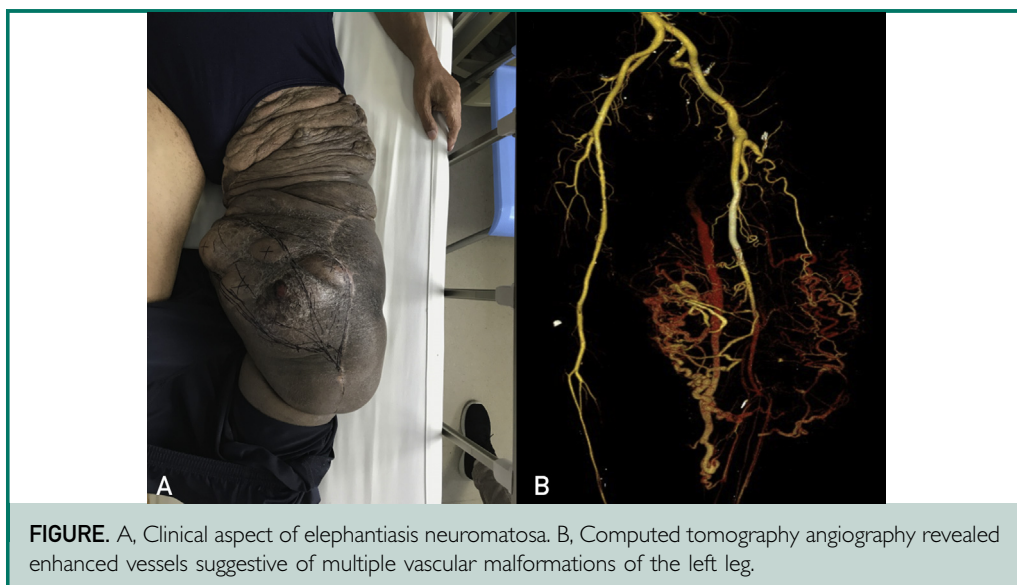 A
B
FIGURE. A, Clinical aspect of elephantiasis neuromatosa. B, Computed tomography angiography revealed
enhanced vessels suggestive of multiple vascular malformations of the left leg.